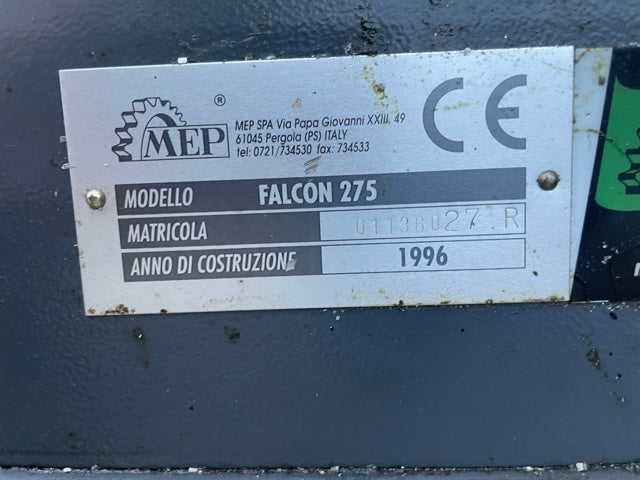 MEP
®
MEP SPA Via Papa Giovanni XXIII, 49
61045 Pergola (PS) ITALY
tel: 0721/734530 fax: 734533
CE
MODELLO FALCON 275
MATRICOLA 01136027.R
ANNO DI COSTRUZIONE 1996